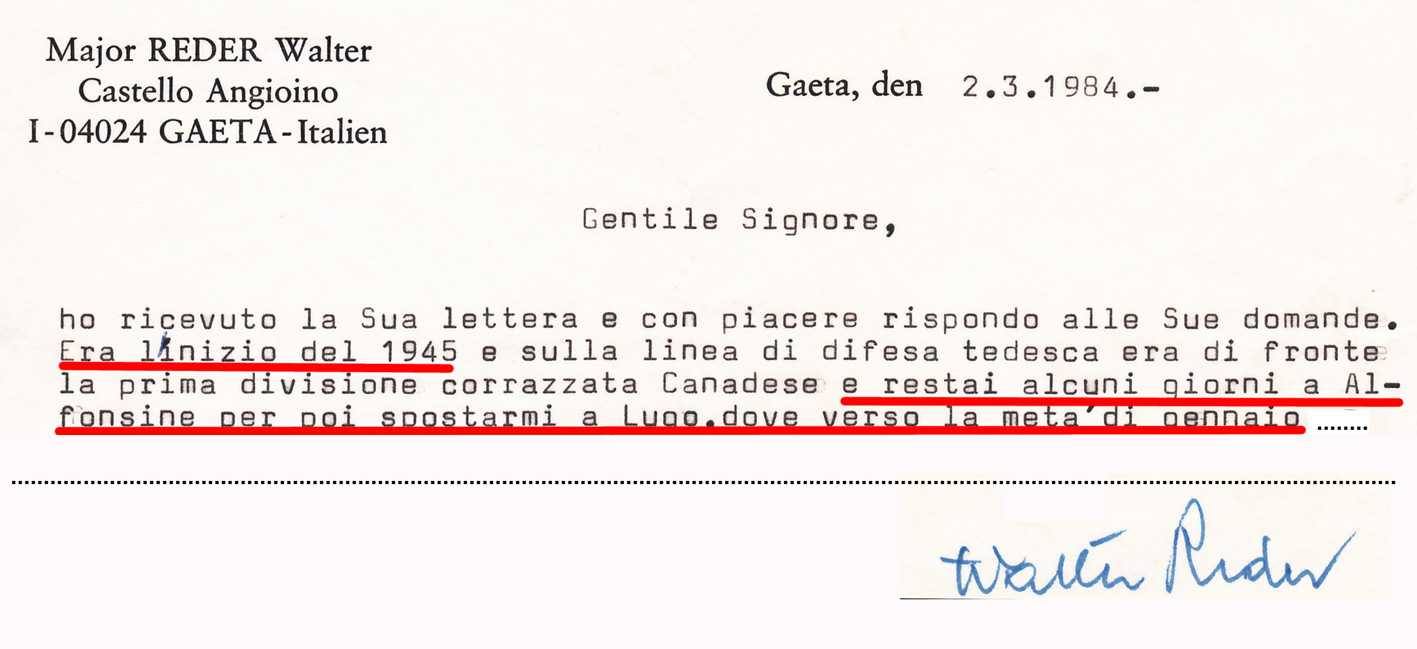 Major REDER Walter
Castello Angioino
I-04024 GAETA-Italien
Gaeta, den 2.3.1984.-
Gentile Signore,
ho ricevuto la Sua lettera e con piacere rispondo alle Sue domande.
Era l'inizio del 1945 e sulla linea di difesa tedesca era di fronte
la prima divisione corrazzata Canadese e restai alcuni giorni a Al-
fonsine per poi spostarmi a Lugo.dove verso la meta'di gennaio ........
Walter Reder